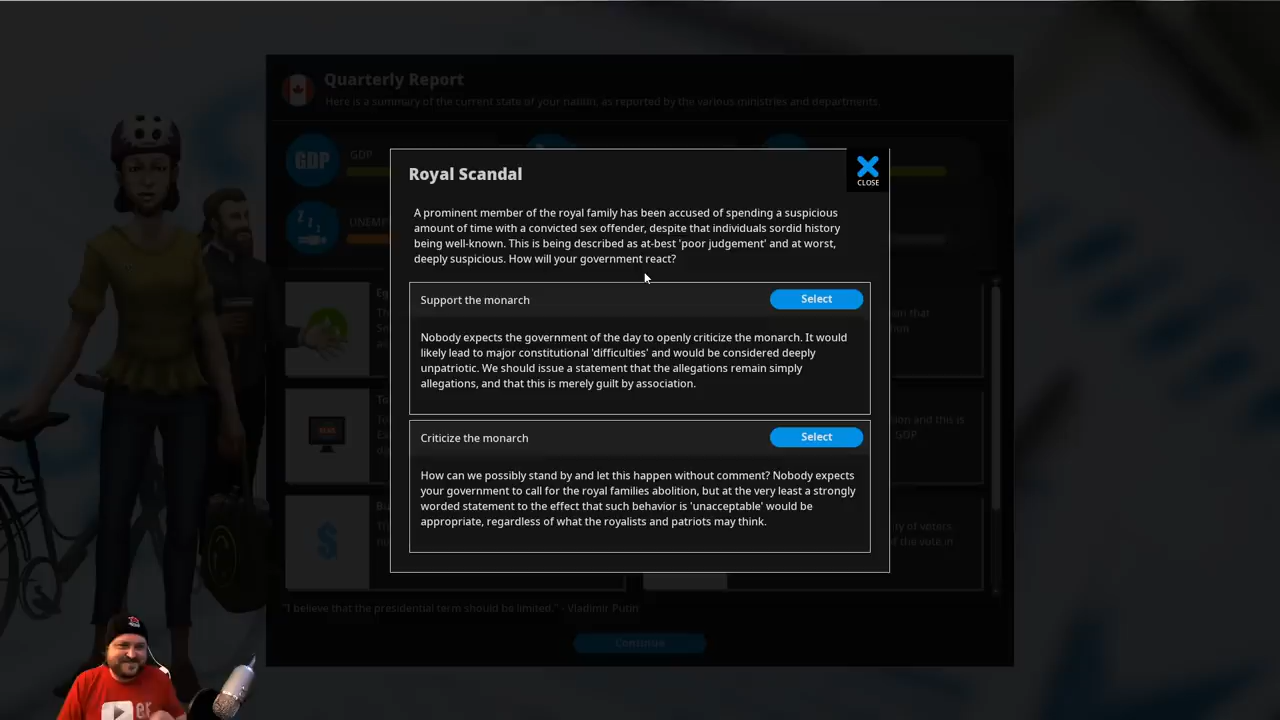 Quarterly Report
Here is a summary of the current state of your nation, as reported by the various ministries and departments.
GDP
GDP
Royal Scandal
CLOSE
A prominent member of the royal family has been accused of spending a suspicious
amount of time with a convicted sex offender, despite that individuals sordid history
being well-known. This is being described as at-best 'poor judgement' and at worst,
deeply suspicious. How will your government react?
Support the monarch
Select
Nobody expects the government of the day to openly criticize the monarch. It would
likely lead to major constitutional 'difficulties' and would be considered deeply
unpatriotic. We should issue a statement that the allegations remain simply
allegations, and that this is merely guilt by association.
Criticize the monarch
Select
How can we possibly stand by and let this happen without comment? Nobody expects
your government to call for the royal families abolition, but at the very least a strongly
worded statement to the effect that such behavior is 'unacceptable' would be
appropriate, regardless of what the royalists and patriots may think.
"I believe that the presidential term should be limited." - Vladimir Putin
Continue